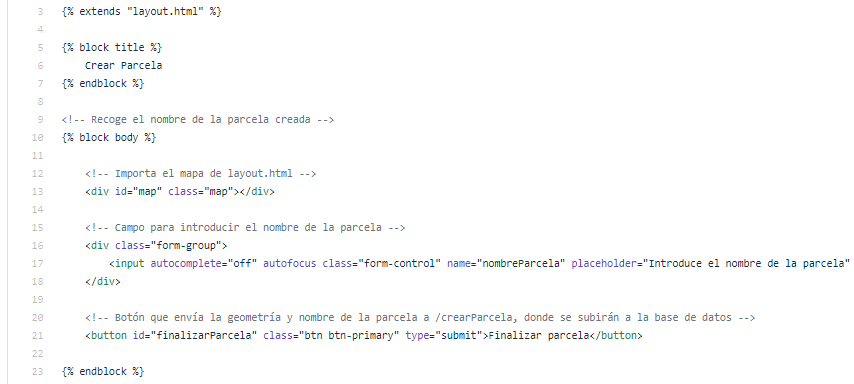 3 {% extends "layout.html" %}
4
5 {% block title %}
6 Crear Parcela
7 {% endblock %}
8
9 <!-- Recoge el nombre de la parcela creada -->
10 {% block body %}
11
12 <!-- Importa el mapa de layout.html -->
13 <div id="map" class="map"></div>
14
15 <!-- Campo para introducir el nombre de la parcela -->
16 <div class="form-group">
17 <input autocomplete="off" autofocus class="form-control" name="nombreParcela" placeholder="Introduce el nombre de la parcela"
18 </div>
19
20 <!-- Botón que envía la geometría y nombre de la parcela a /crearParcela, donde se subirán a la base de datos -->
21 <button id="finalizarParcela" class="btn btn-primary" type="submit">Finalizar parcela</button>
22
23 {% endblock %}